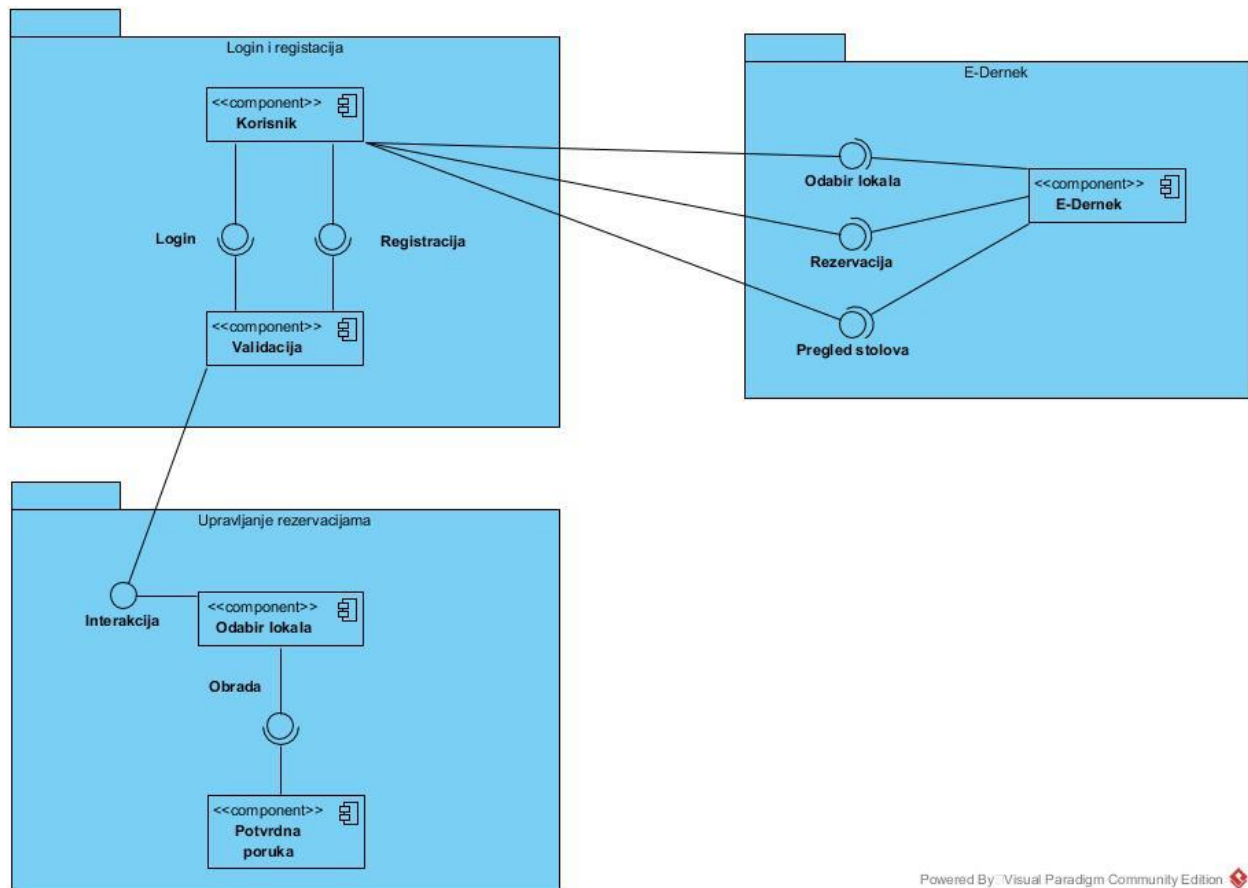 Login i registacija
<<component>>
Korisnik
Login
Registracija
<<component>>
Validacija
E-Dernek
Odabir lokala
<<component>>
E-Dernek
Rezervacija
Pregled stolova
Upravljanje rezervacijama
Interakcija
<<component>>
Odabir lokala
Obrada
<<component>>
Potvrdna
poruka
Powered By Visual Paradigm Community Edition